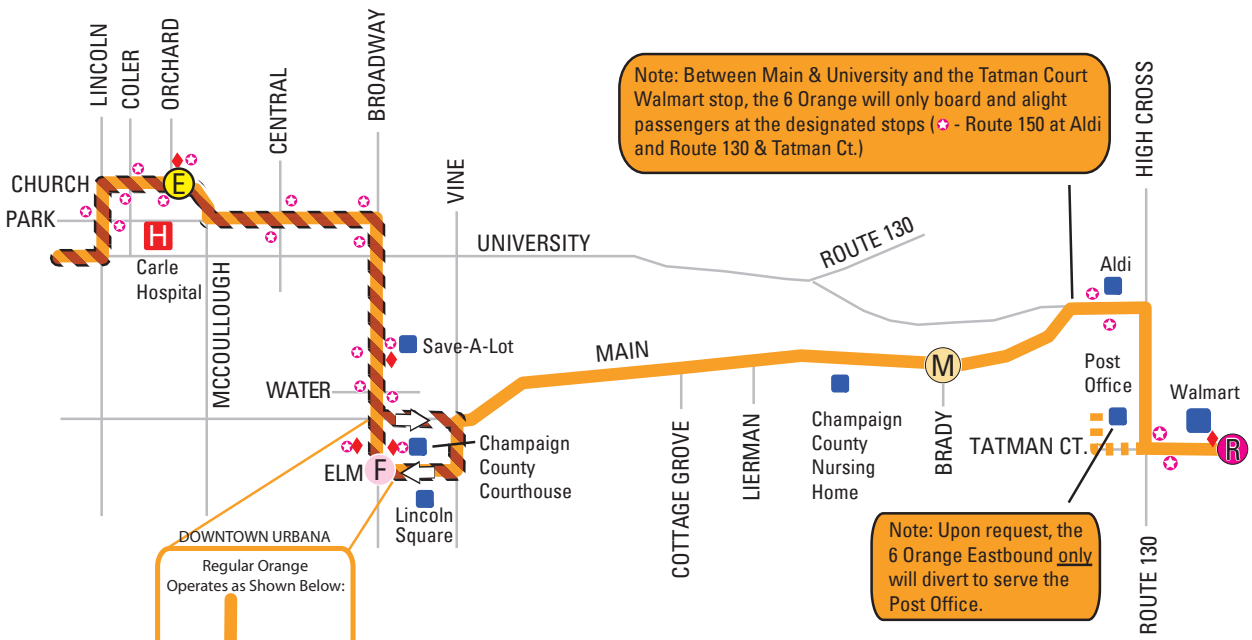 LINCOLN
COLER
ORCHARD
CENTRAL
BROADWAY
VINE
HIGH CROSS
Note: Between Main & University and the Tatman Court
Walmart stop, the 6 Orange will only board and alight
passengers at the designated stops ( - Route 150 at Aldi
and Route 130 & Tatman Ct.)
CHURCH
E
PARK
H
Carle
Hospital
MCCOULLOUGH
UNIVERSITY
ROUTE 130
Aldi
Save-A-Lot
MAIN
M
WATER
Post
Office
Walmart
TATMAN CT.
R
ELM
F
Champaign
County
Courthouse
Lincoln
Square
COTTAGE GROVE
LIERMAN
Champaign
County
Nursing
Home
BRADY
ROUTE 130
Note: Upon request, the
6 Orange Eastbound only
will divert to serve the
Post Office.
DOWNTOWN URBANA
Regular Orange
Operates as Shown Below: